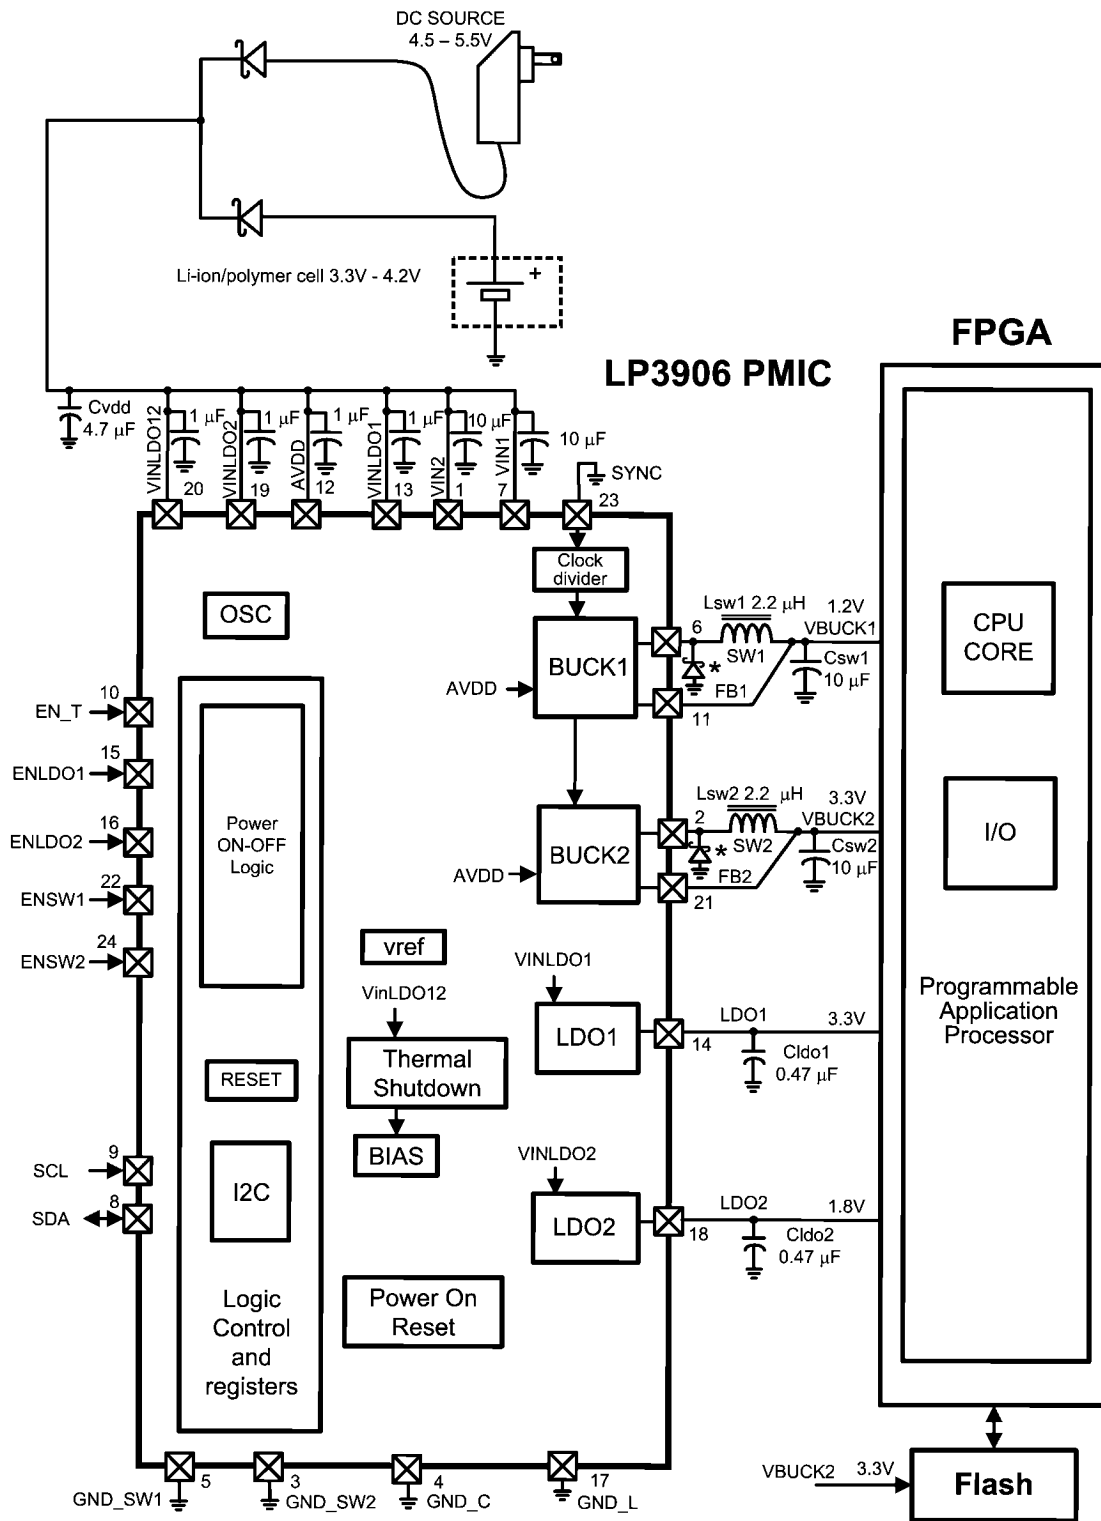 DC SOURCE
4.5 – 5.5V
Li-ion/polymer cell 3.3V - 4.2V
+
FPGA
LP3906 PMIC
Cvdd
4.7 µF
VINLDO12
1 µF
VINLDO2
1 µF
AVDD
1 µF
VINLDO1
1 µF
VIN2
10 µF
VIN1
10 µF
SYNC
20
19
12
13
1
7
23
Clock
divider
OSC
BUCK1
AVDD
6
Lsw1 2.2 µH
SW1
*
FB1
11
1.2V
VBUCK1
Csw1
10 µF
CPU
CORE
10
EN_T
15
ENLDO1
16
ENLDO2
22
ENSW1
24
ENSW2
Power
ON-OFF
Logic
BUCK2
AVDD
2
Lsw2 2.2 µH
SW2
*
FB2
21
3.3V
VBUCK2
Csw2
10 µF
I/O
vref
VinLDO12
Thermal
Shutdown
BIAS
VINLDO1
LDO1
14
LDO1
3.3V
Cldo1
0.47 µF
Programmable
Application
Processor
RESET
9
SCL
8
SDA
I2C
VINLDO2
LDO2
18
LDO2
1.8V
Cldo2
0.47 µF
Power On
Reset
Logic
Control
and
registers
5
GND_SW1
3
GND_SW2
4
GND_C
17
GND_L
VBUCK2
3.3V
Flash